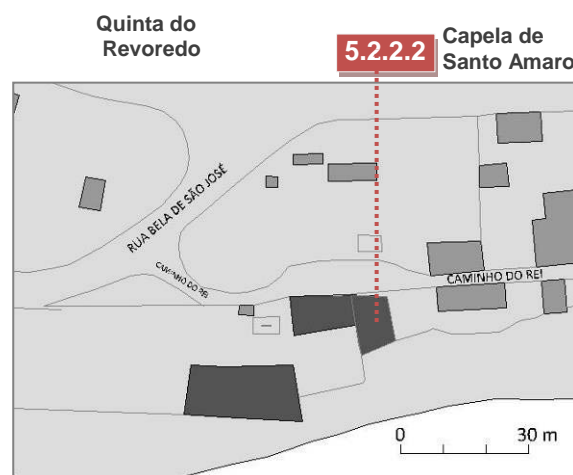 Quinta do
Revoredo
5.2.2.2
Capela de
Santo Amaro
RUA BELA DE SÃO JOSÉ
CAMINHO DO REI
CAMINHO DO REI
0 30 m